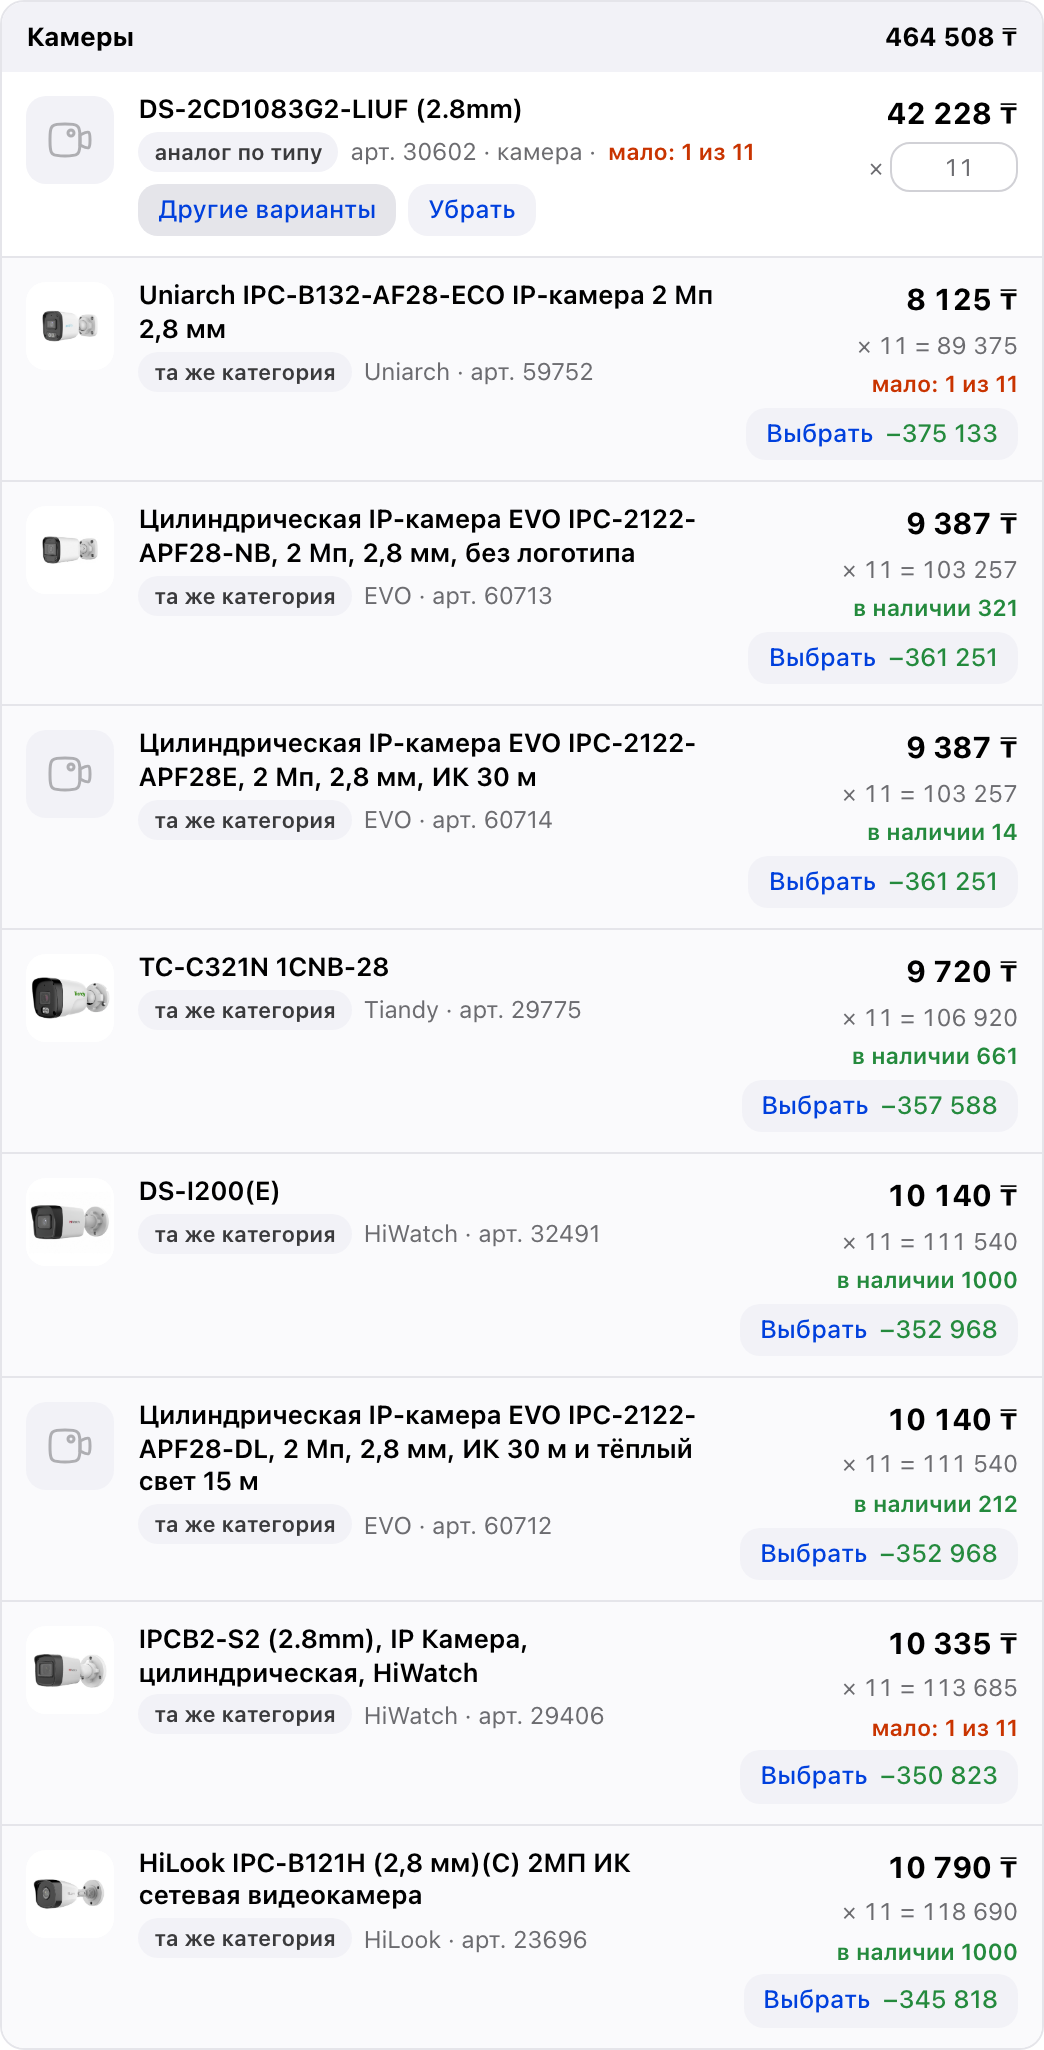 Камеры 464 508 ₸
DS-2CD1083G2-LIUF (2.8mm) 42 228 ₸
аналог по типу арт. 30602 · камера · мало: 1 из 11 × 11
Другие варианты Убрать
Uniarch IPC-B132-AF28-ECO IP-камера 2 Мп 8 125 ₸
2,8 мм × 11 = 89 375
та же категория Uniarch · арт. 59752 мало: 1 из 11
Выбрать −375 133
Цилиндрическая IP-камера EVO IPC-2122- 9 387 ₸
APF28-NB, 2 Мп, 2,8 мм, без логотипа × 11 = 103 257
та же категория EVO · арт. 60713 в наличии 321
Выбрать −361 251
Цилиндрическая IP-камера EVO IPC-2122- 9 387 ₸
APF28E, 2 Мп, 2,8 мм, ИК 30 м × 11 = 103 257
та же категория EVO · арт. 60714 в наличии 14
Выбрать −361 251
TC-C321N 1CNB-28 9 720 ₸
та же категория Tiandy · арт. 29775 × 11 = 106 920
в наличии 661
Выбрать −357 588
DS-I200(E) 10 140 ₸
та же категория HiWatch · арт. 32491 × 11 = 111 540
в наличии 1000
Выбрать −352 968
Цилиндрическая IP-камера EVO IPC-2122- 10 140 ₸
APF28-DL, 2 Мп, 2,8 мм, ИК 30 м и тёплый × 11 = 111 540
свет 15 м в наличии 212
та же категория EVO · арт. 60712 Выбрать −352 968
IPCB2-S2 (2.8mm), IP Камера, 10 335 ₸
цилиндрическая, HiWatch × 11 = 113 685
та же категория HiWatch · арт. 29406 мало: 1 из 11
Выбрать −350 823
HiLook IPC-B121H (2,8 мм)(C) 2МП ИК 10 790 ₸
сетевая видеокамера × 11 = 118 690
та же категория HiLook · арт. 23696 в наличии 1000
Выбрать −345 818